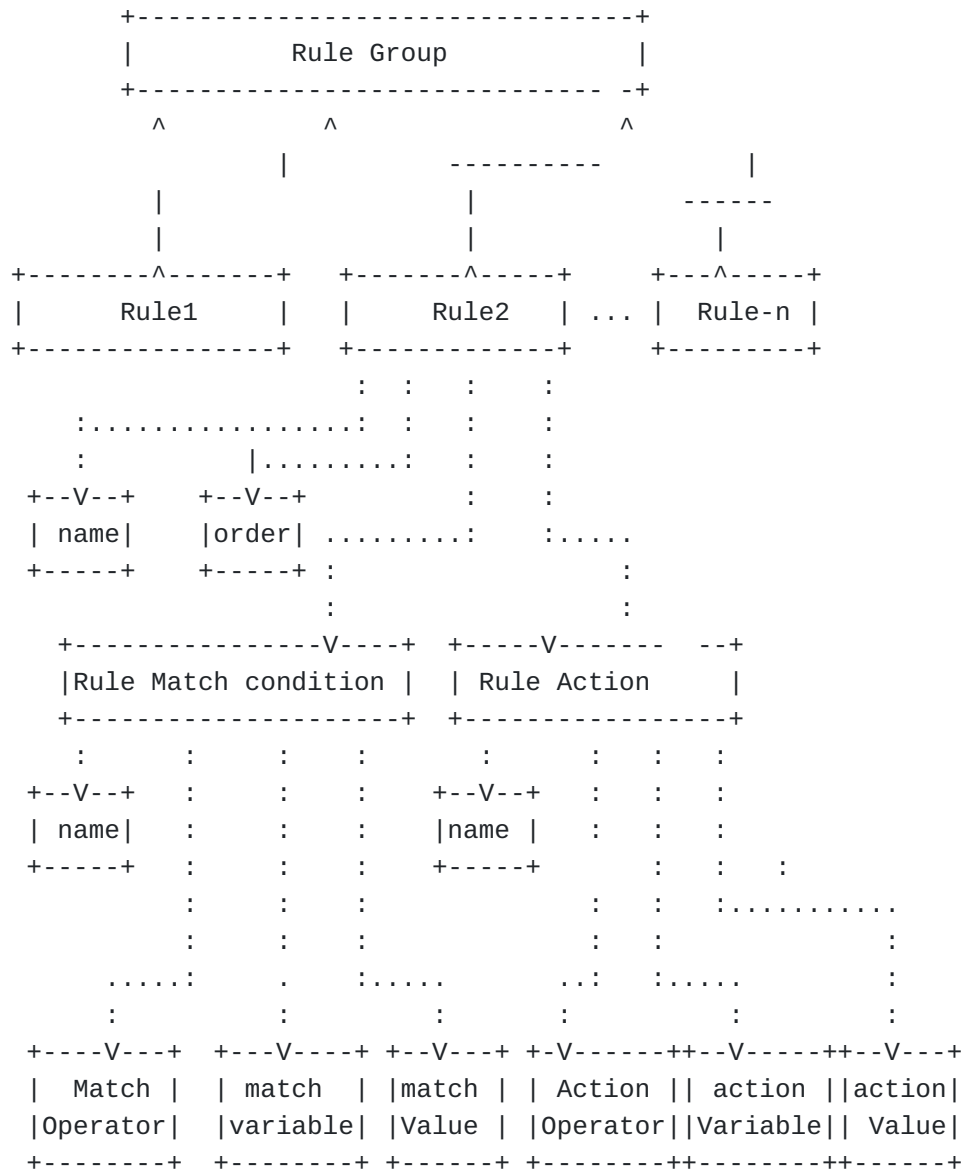 Rule Group
Rule1 Rule2 ... Rule-n
name order
Rule Match condition Rule Action
name name
Match match match Action action action
Operator variable Value Operator Variable Value